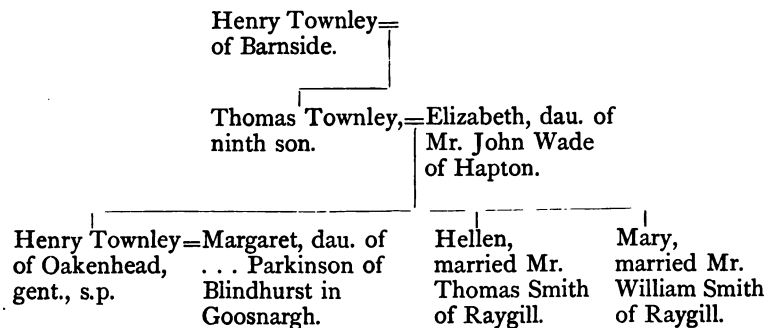 Henry Townley=
of Barnside.
Thomas Townley,=Elizabeth, dau. of
ninth son.
Mr. John Wade
of Hapton.
Henry Townley=Margaret, dau. of
of Oakenhead,
gent., s.p.
. . . Parkinson of
Blindhurst in
Goosnargh.
Hellen,
married Mr.
Thomas Smith
of Raygill.
Mary,
married Mr.
William Smith
of Raygill.